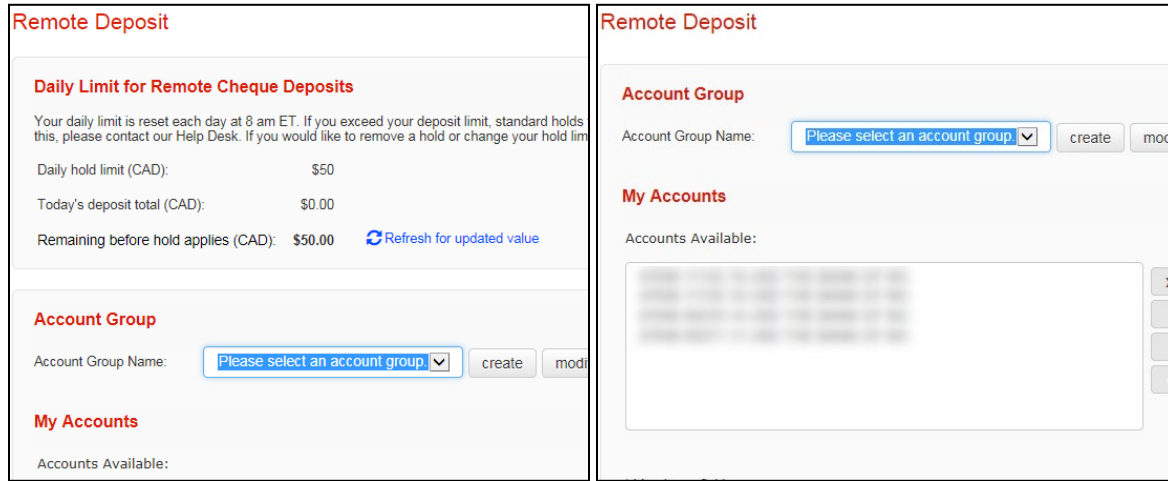 Remote Deposit
Daily Limit for Remote Cheque Deposits
Your daily limit is reset each day at 8 am ET. If you exceed your deposit limit, standard holds
this, please contact our Help Desk. If you would like to remove a hold or change your hold lim
Daily hold limit (CAD): $50
Today's deposit total (CAD): $0.00
Remaining before hold applies (CAD): $50.00 Refresh for updated value
Account Group
Account Group Name: Please select an account group. create modi
My Accounts
Accounts Available:
Remote Deposit
Account Group
Account Group Name: Please select an account group. create mod
My Accounts
Accounts Available: